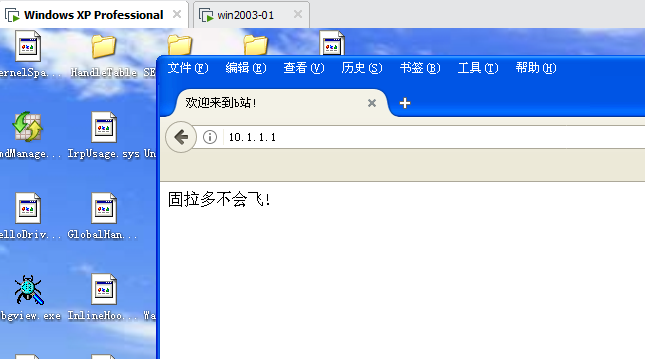 Windows XP Professional
win2003-01
ernelSpa...
HandleTable
SE
文件(F) 编辑(E) 查看(V) 历史(S) 书签(B) 工具(T) 帮助(H)
欢迎来到b站!
10.1.1.1
ndManage...
IrpUsage.sys
Un
固拉多不会飞!
elloDriv...
GlobalHan...
bgview.exe
InlineHoo...
Wa